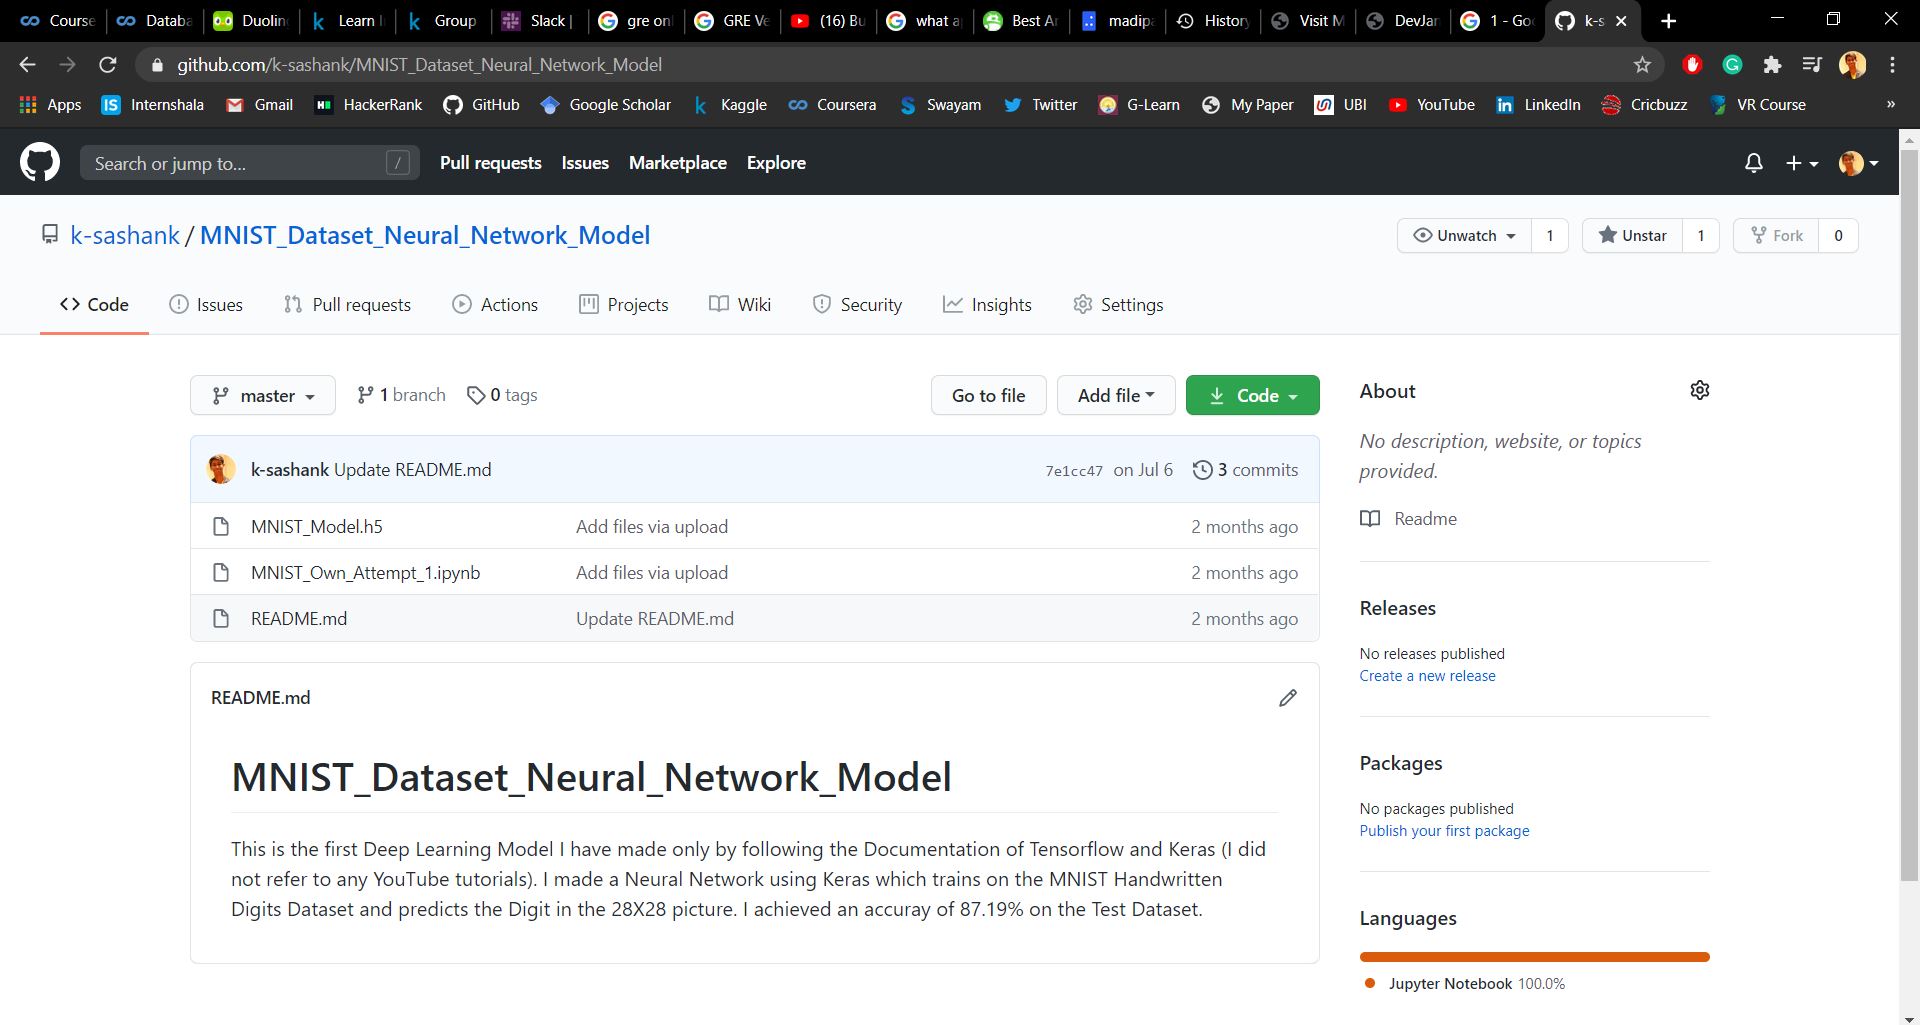 Course
Databa
Duolin
Learn I
Group
Slack |
gre onl
GRE Ve
(16) Bu
what a
Best An
madipa
History
Visit M
DevJan
1 - Goo
k-s
github.com/k-sashank/MNIST_Dataset_Neural_Network_Model
Apps Internshala Gmail HackerRank GitHub Google Scholar Kaggle Coursera Swayam Twitter G-Learn My Paper UBI YouTube LinkedIn Cricbuzz VR Course »
Search or jump to... / Pull requests Issues Marketplace Explore
k-sashank / MNIST_Dataset_Neural_Network_Model Unwatch 1 Unstar 1 Fork 0
Code Issues Pull requests Actions Projects Wiki Security Insights Settings
master 1 branch 0 tags Go to file Add file Code
k-sashank Update README.md 7e1cc47 on Jul 6 3 commits
MNIST_Model.h5 Add files via upload 2 months ago
MNIST_Own_Attempt_1.ipynb Add files via upload 2 months ago
README.md Update README.md 2 months ago
README.md
MNIST_Dataset_Neural_Network_Model
This is the first Deep Learning Model I have made only by following the Documentation of Tensorflow and Keras (I did
not refer to any YouTube tutorials). I made a Neural Network using Keras which trains on the MNIST Handwritten
Digits Dataset and predicts the Digit in the 28X28 picture. I achieved an accuray of 87.19% on the Test Dataset.
About
No description, website, or topics
provided.
Readme
Releases
No releases published
Create a new release
Packages
No packages published
Publish your first package
Languages
Jupyter Notebook 100.0%